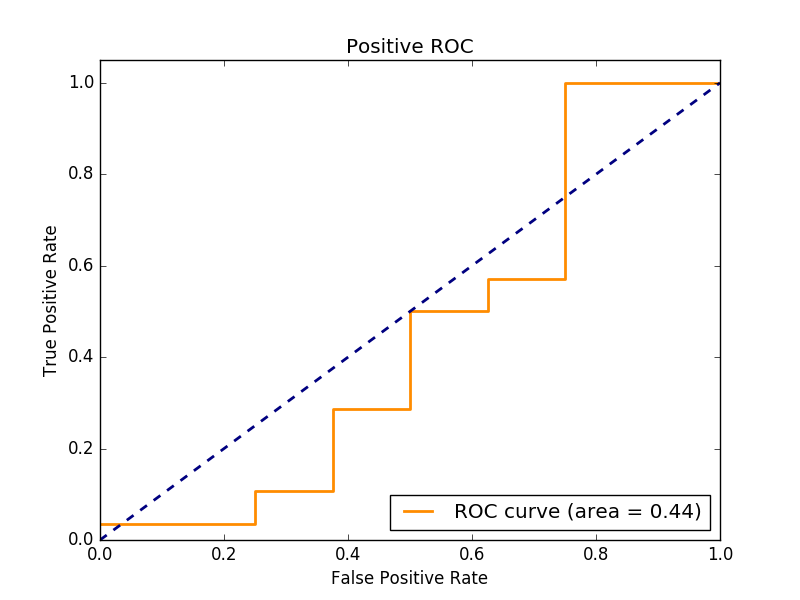 Positive ROC
1.0
0.8
0.6
0.4
0.2
0.0
True Positive Rate
ROC curve (area = 0.44)
0.0 0.2 0.4 0.6 0.8 1.0
False Positive Rate